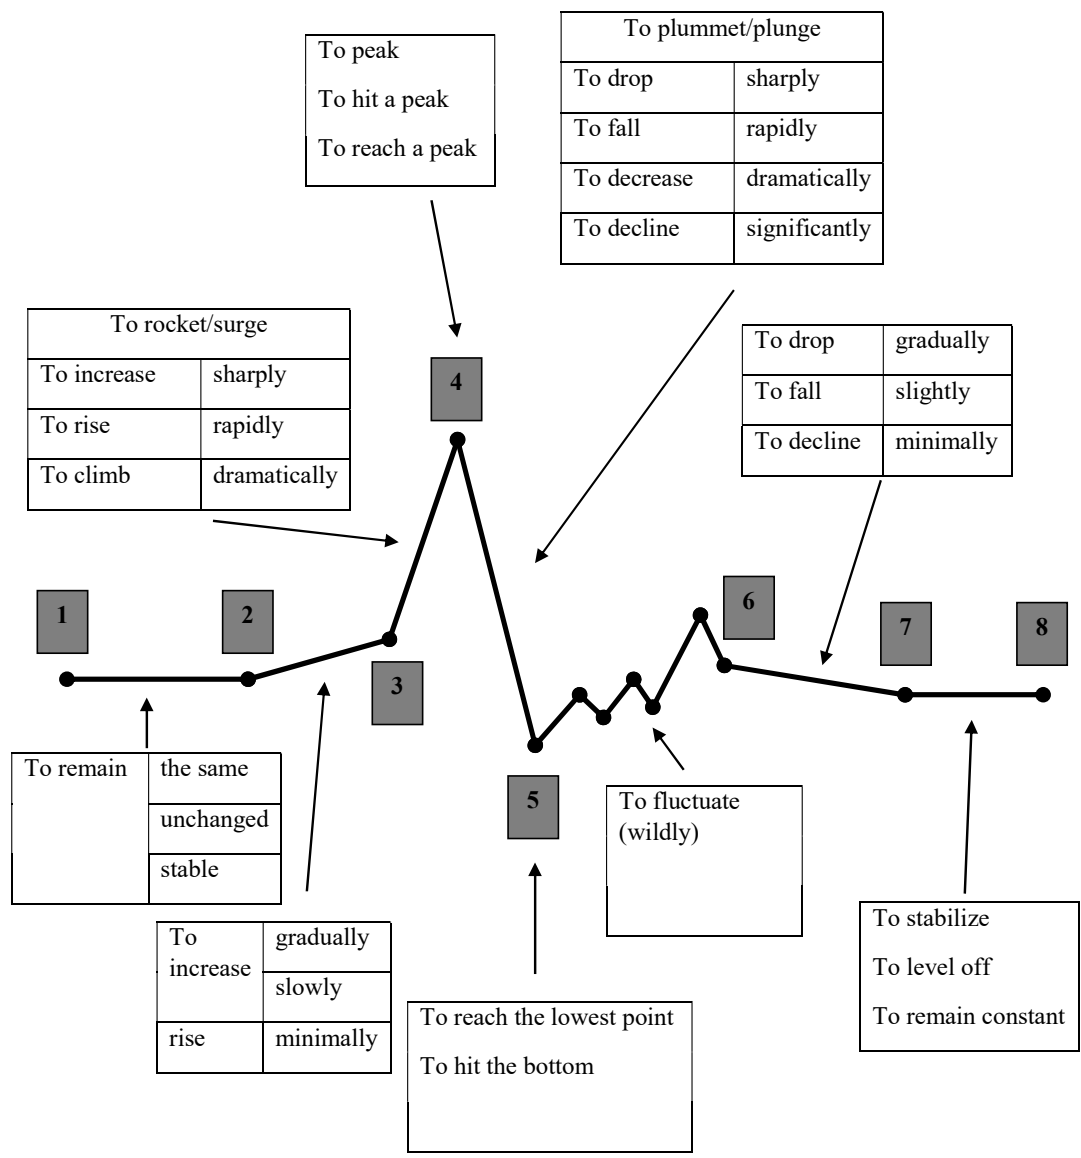 To peak
To hit a peak
To reach a peak
To plummet/plunge
To drop sharply
To fall rapidly
To decrease dramatically
To decline significantly
To rocket/surge
To increase sharply
To rise rapidly
To climb dramatically
To drop gradually
To fall slightly
To decline minimally
4
1
2
3
6
7
8
5
To remain the same
unchanged
stable
To fluctuate
(wildly)
To increase gradually
slowly
rise minimally
To reach the lowest point
To hit the bottom
To stabilize
To level off
To remain constant